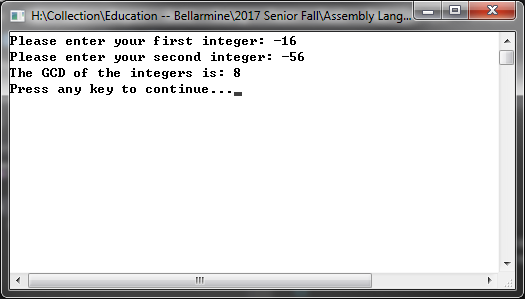 H:\Collection\Education -- Bellarmine\2017 Senior Fall\Assembly Lang...
Please enter your first integer: -16
Please enter your second integer: -56
The GCD of the integers is: 8
Press any key to continue...